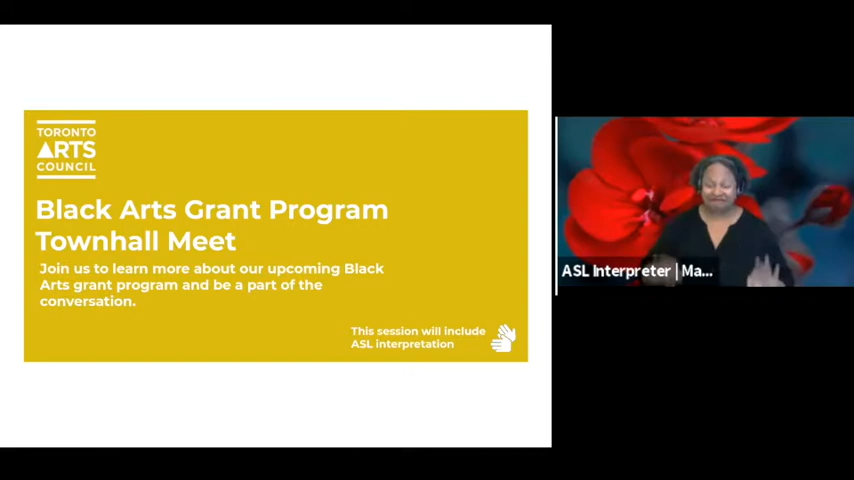 TORONTO
ARTS
COUNCIL
Black Arts Grant Program
Townhall Meet
Join us to learn more about our upcoming Black
Arts grant program and be a part of the
conversation.
This session will include
ASL interpretation
ASL Interpreter | Ma...